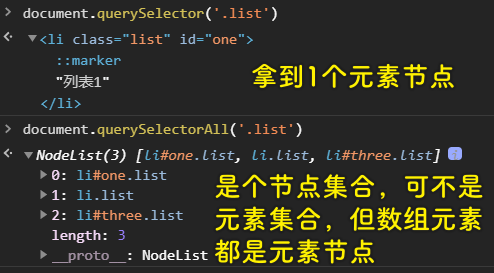 > document.querySelector('.list')
<· ▼<li class="list" id="one">
::marker
"列表1"
</li>
拿到1个元素节点
> document.querySelectorAll('.list')
<· ▼NodeList(3) [li#one.list, li.list, li#three.list] i
▶0: li#one.list
▶1: li.list
▶2: li#three.list
length: 3
▶__proto__: NodeList
是个节点集合，可不是
元素集合，但数组元素
都是元素节点